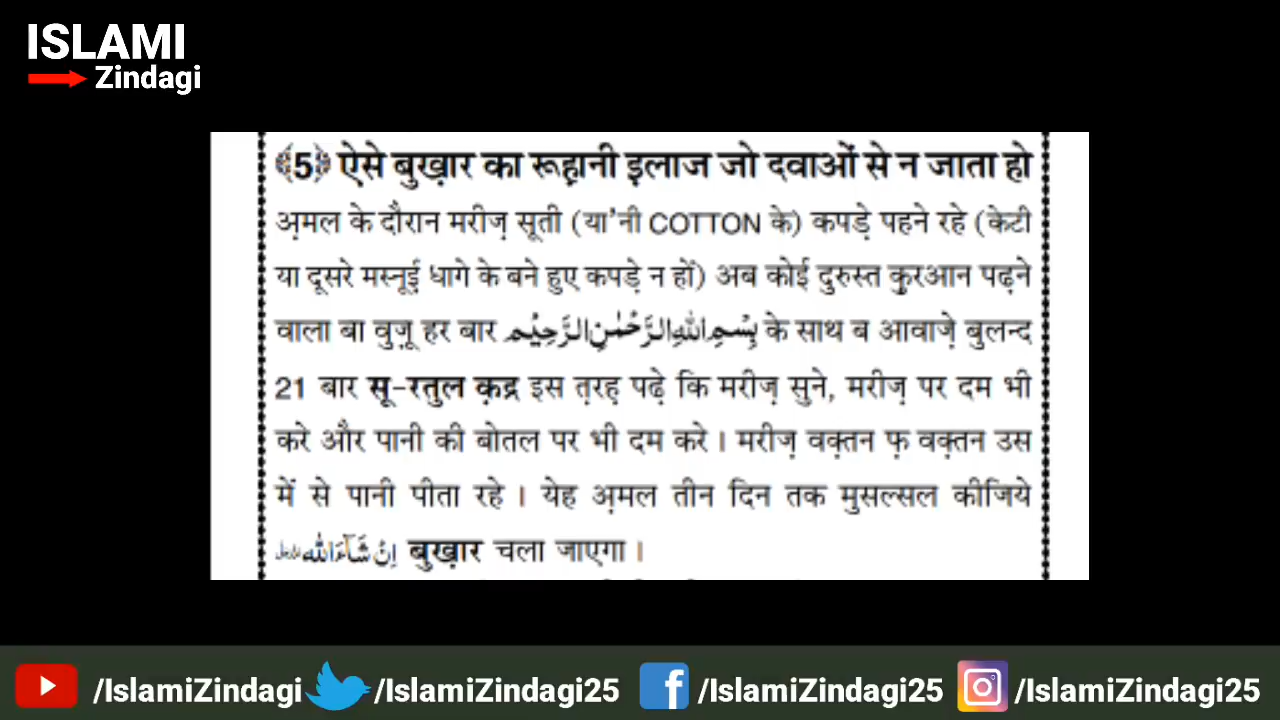 ISLAMI
Zindagi
﴾5﴿ ऐसे बुख़ार का रूह़ानी इ़लाज जो दवाओं से न जाता हो
अ़मल के दौरान मरीज़ सूती (या'नी COTTON के) कपड़े पहने रहे (केटी
या दूसरे मस्नूई़ धागे के बने हुए कपड़े न हों) अब कोई दुरुस्त क़ुरआन पढ़ने
वाला बा वुज़ू हर बार بِسْمِ اللهِ الرَّحْمٰنِ الرَّحِيْم के साथ ब आवाज़े बुलन्द
21 बार सू-रतुल क़द्र इस त़रह़ पढ़े कि मरीज़ सुने, मरीज़ पर दम भी
करे और पानी की बोतल पर भी दम करे । मरीज़ वक़्तन फ़ वक़्तन उस
में से पानी पीता रहे । येह अ़मल तीन दिन तक मुसल्सल कीजिये
اِنْ شَآءَ اللّٰه बुख़ार चला जाएगा ।
/IslamiZindagi /IslamiZindagi25 /IslamiZindagi25 /IslamiZindagi25